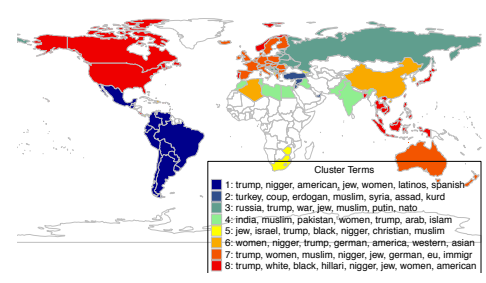 Cluster Terms
1: trump, nigger, american, jew, women, latinos, spanish
2: turkey, coup, erdogan, muslim, syria, assad, kurd
3: russia, trump, war, jew, muslim, putin, nato
4: india, muslim, pakistan, women, trump, arab, islam
5: jew, israel, trump, black, nigger, christian, muslim
6: women, nigger, trump, german, america, western, asian
7: trump, women, muslim, nigger, jew, german, eu, immigr
8: trump, white, black, hillari, nigger, jew, women, american